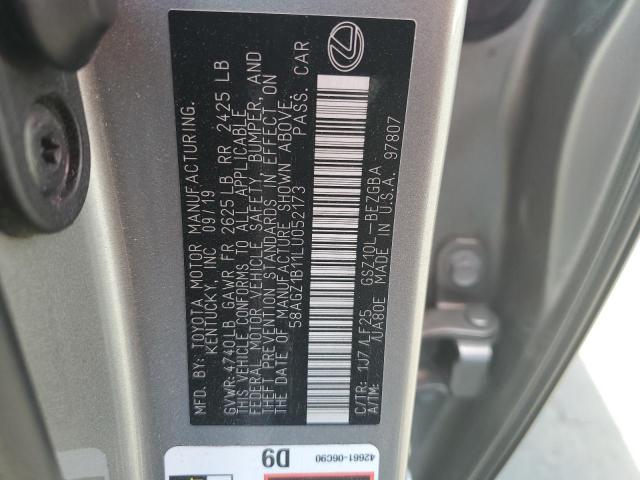 MFD. BY: TOYOTA MOTOR MANUFACTURING.
KENTUCKY, INC 09/19
GVWR: 4740LB GAWR FR 2625 LB RR 2425 LB
THIS VEHICLE CONFORMS TO ALL APPLICABLE
FEDERAL MOTOR VEHICLE SAFETY, BUMPER, AND
THEFT PREVENTION STANDARDS IN EFFECT ON
THE DATE OF MANUFACTURE SHOWN ABOVE.
58AGZ1B11LU052173 PASS. CAR
C/TR: 1J7 /LF25 GSZ10L-BEZGBA
A/TM: /UA80E MADE IN U.S.A. 97807
D9
42661-06C90